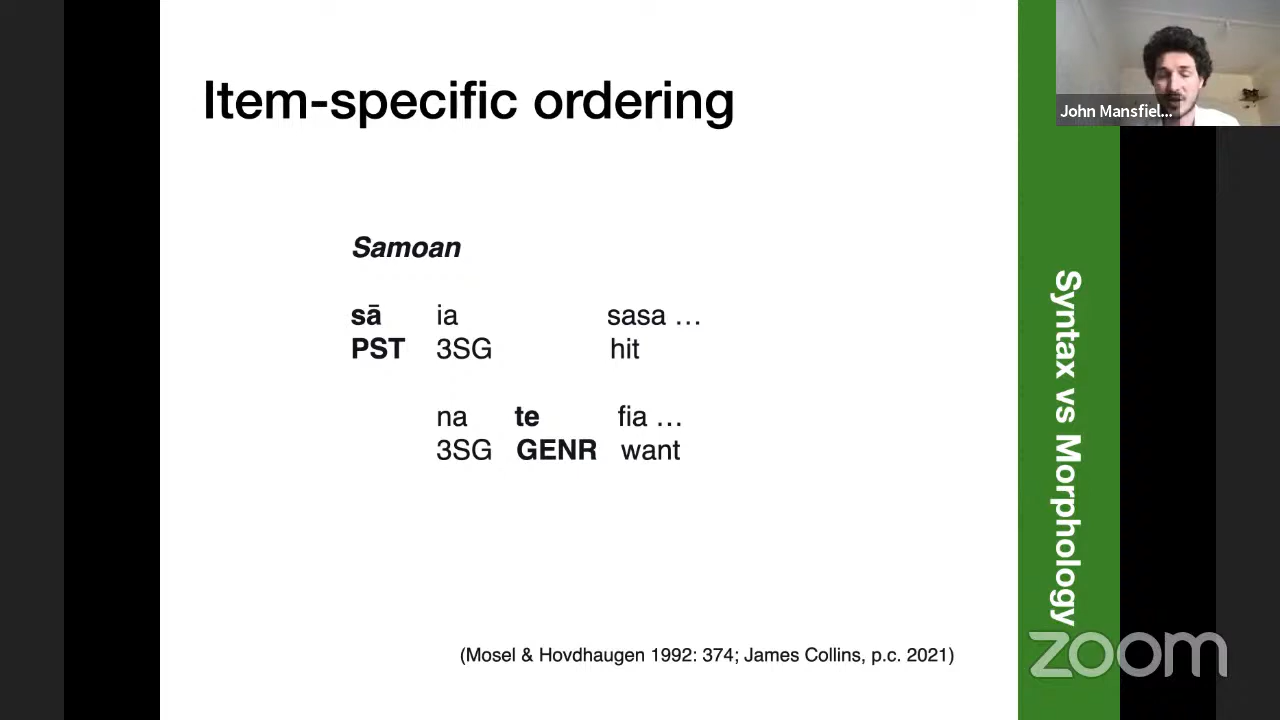 Item-specific ordering
John Mansfiel...
Samoan
sā ia sasa …
PST 3SG hit
na te fia …
3SG GENR want
Syntax vs Morphology
(Mosel & Hovdhaugen 1992: 374; James Collins, p.c. 2021)
zoom